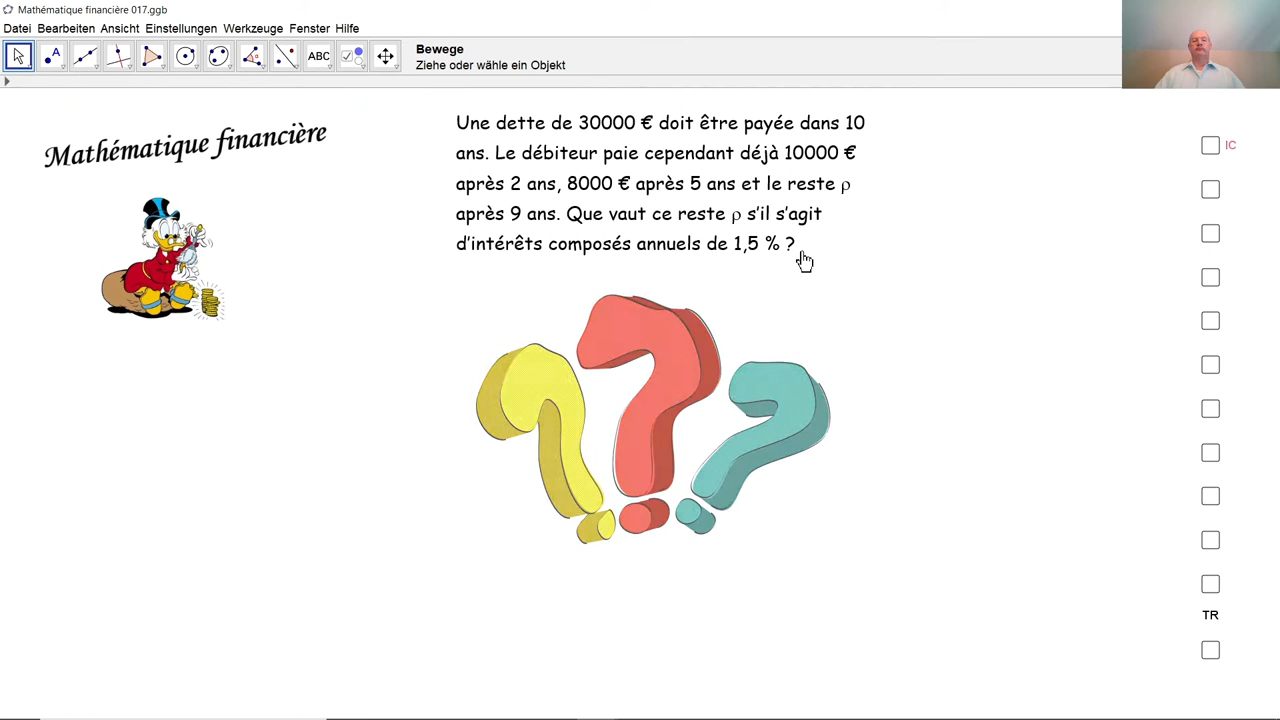 Mathématique financière 017.ggb
Datei Bearbeiten Ansicht Einstellungen Werkzeuge Fenster Hilfe
A
ABC
Bewege
Ziehe oder wähle ein Objekt
Mathématique financière
Une dette de 30000 € doit être payée dans 10
ans. Le débiteur paie cependant déjà 10000 €
après 2 ans, 8000 € après 5 ans et le reste ρ
après 9 ans. Que vaut ce reste ρ s’il s’agit
d’intérêts composés annuels de 1,5 % ?
IC
TR